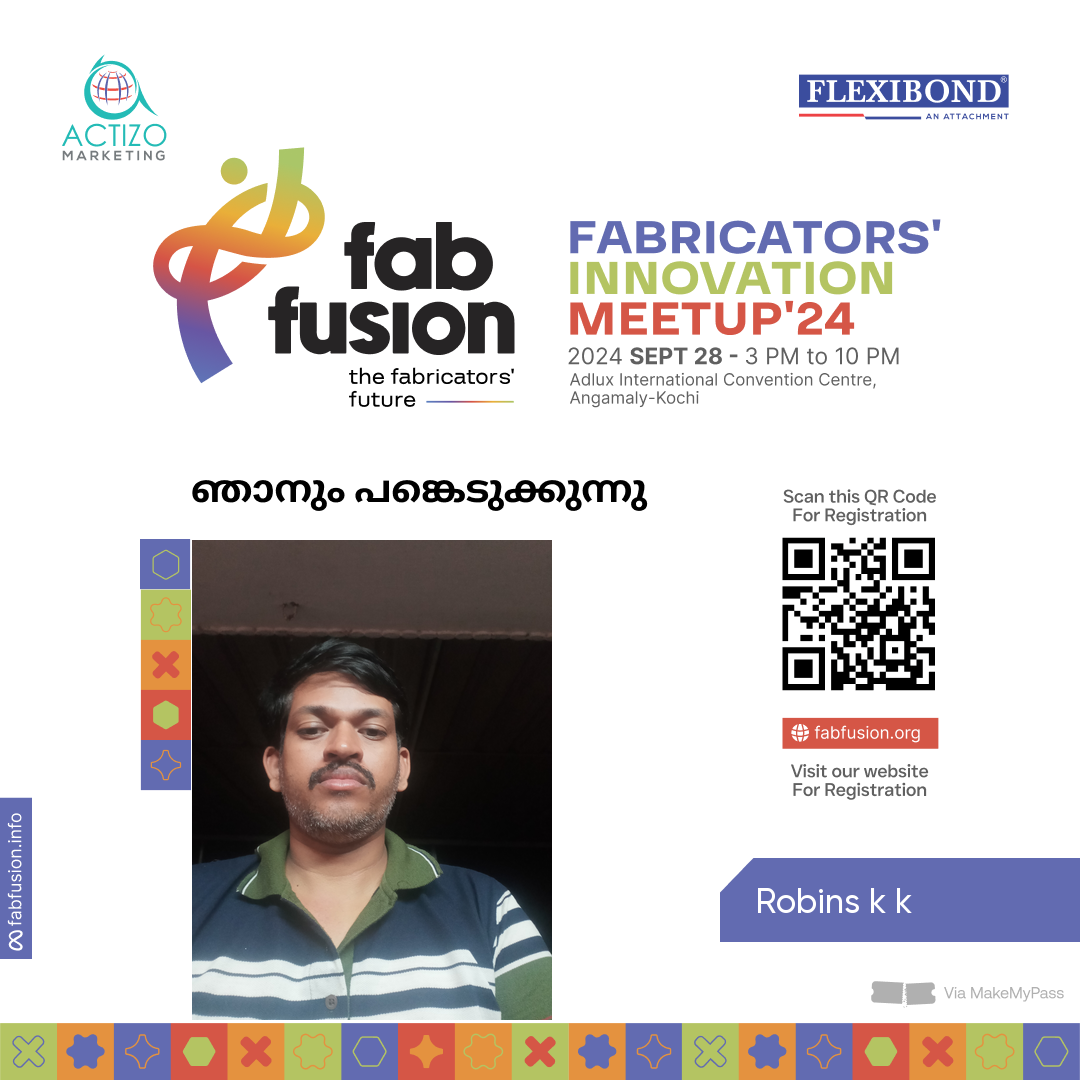 ACTIZO
MARKETING
FLEXIBOND®
AN ATTACHMENT
fab
fusion
the fabricators'
future
FABRICATORS'
INNOVATION
MEETUP'24
2024 SEPT 28 - 3 PM to 10 PM
Adlux International Convention Centre,
Angamaly-Kochi
ഞാനും പങ്കെടുക്കുന്നു
Scan this QR Code
For Registration
fabfusion.org
Visit our website
For Registration
fabfusion.info
Robins k k
Via MakeMyPass